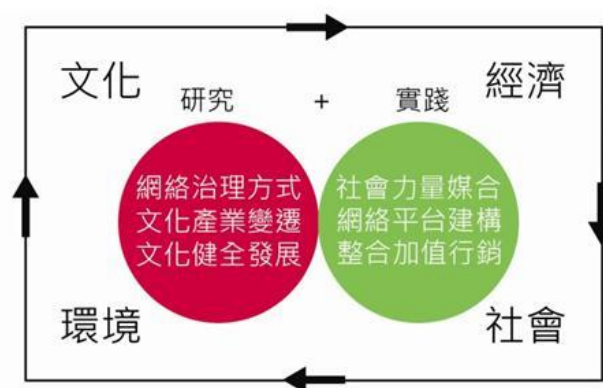 文化
經濟
研究 + 實踐
網絡治理方式
文化產業變遷
文化健全發展
社會力量媒合
網絡平台建構
整合加值行銷
環境
社會